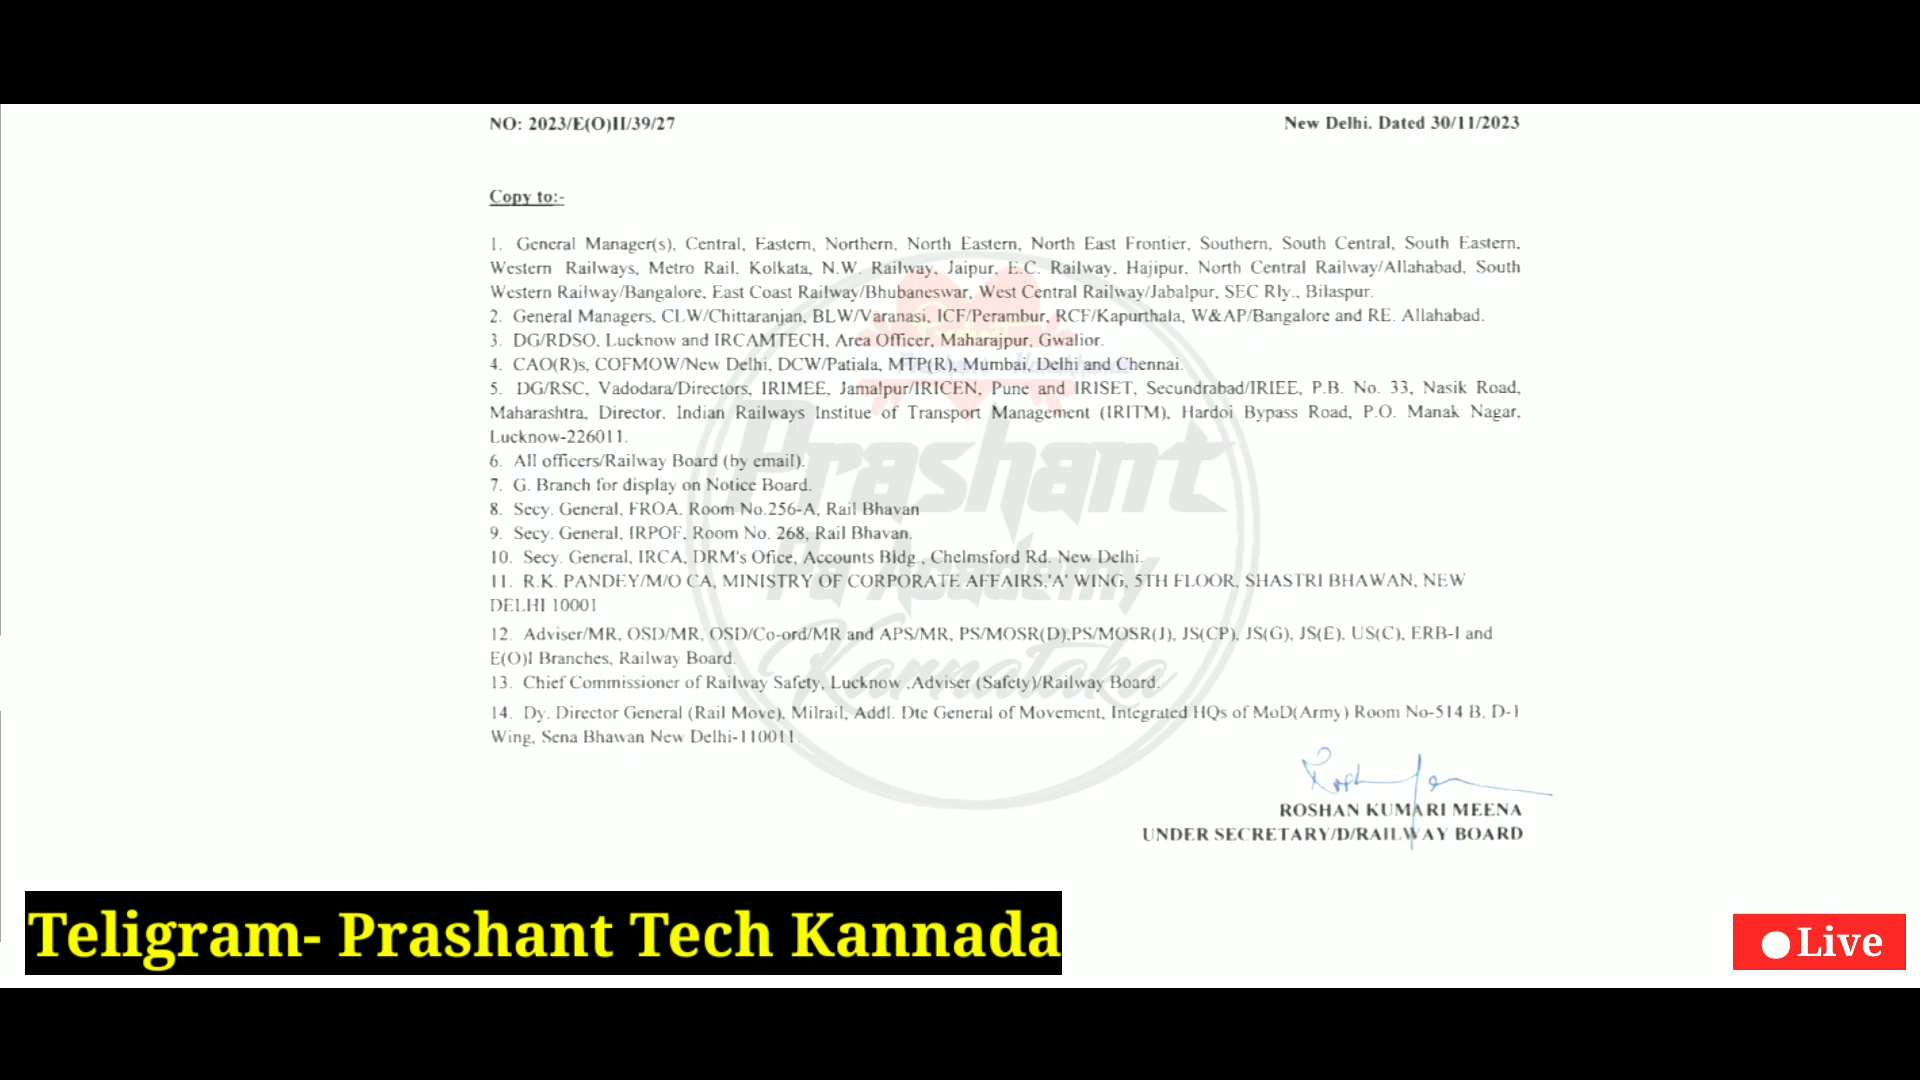 NO: 2023/E(O)II/39/27 New Delhi. Dated 30/11/2023
Copy to:-
1. General Manager(s), Central, Eastern, Northern, North Eastern, North East Frontier, Southern, South Central, South Eastern,
Western Railways, Metro Rail, Kolkata, N.W. Railway, Jaipur, E.C. Railway, Hajipur, North Central Railway/Allahabad, South
Western Railway/Bangalore, East Coast Railway/Bhubaneswar, West Central Railway/Jabalpur, SEC Rly., Bilaspur.
2. General Managers, CLW/Chittaranjan, BLW/Varanasi, ICF/Perambur, RCF/Kapurthala, W&AP/Bangalore and RE. Allahabad.
3. DG/RDSO, Lucknow and IRCAMTECH, Area Officer, Maharajpur, Gwalior.
4. CAO(R)s, COFMOW/New Delhi, DCW/Patiala, MTP(R), Mumbai, Delhi and Chennai.
5. DG/RSC, Vadodara/Directors, IRIMEE, Jamalpur/IRICEN, Pune and IRISET, Secundrabad/IRIEE, P.B. No. 33, Nasik Road,
Maharashtra, Director, Indian Railways Institue of Transport Management (IRITM), Hardoi Bypass Road, P.O. Manak Nagar,
Lucknow-226011.
6. All officers/Railway Board (by email).
7. G. Branch for display on Notice Board.
8. Secy. General, FROA. Room No.256-A, Rail Bhavan
9. Secy. General, IRPOF, Room No. 268, Rail Bhavan.
10. Secy. General, IRCA, DRM's Ofice, Accounts Bldg., Chelmsford Rd. New Delhi.
11. R.K. PANDEY/M/O CA, MINISTRY OF CORPORATE AFFAIRS,'A' WING, 5TH FLOOR, SHASTRI BHAWAN, NEW
DELHI 10001
12. Adviser/MR, OSD/MR, OSD/Co-ord/MR and APS/MR, PS/MOSR(D),PS/MOSR(J), JS(CP), JS(G), JS(E), US(C), ERB-I and
E(O)I Branches, Railway Board.
13. Chief Commissioner of Railway Safety, Lucknow ,Adviser (Safety)/Railway Board.
14. Dy. Director General (Rail Move), Milrail, Addl. Dte General of Movement, Integrated HQs of MoD(Army) Room No-514 B, D-1
Wing, Sena Bhawan New Delhi-110011.
ROSHAN KUMARI MEENA
UNDER SECRETARY/D/RAILWAY BOARD
Prashant
Pa Academy
Karnataka
Teligram- Prashant Tech Kannada
Live